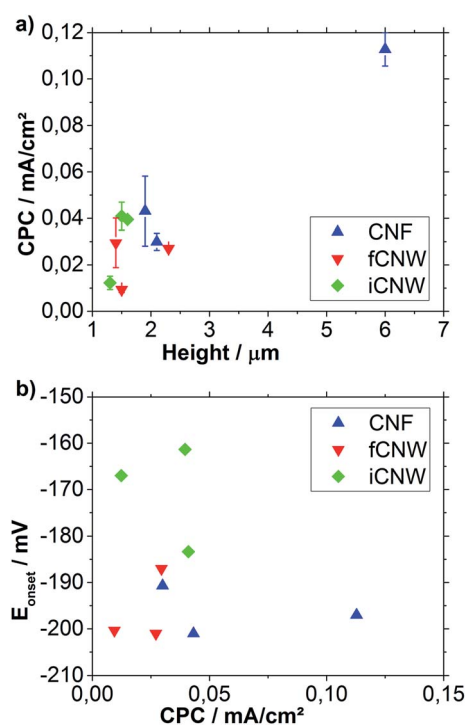 a)
0,12
0,10
0,08
0,06
0,04
0,02
0,00
CPC / mA/cm²
CNF
fCNW
iCNW
1 2 3 4 5 6 7
Height / μm
b)
-150
-160
-170
-180
-190
-200
-210
E_onset / mV
CNF
fCNW
iCNW
0,00 0,05 0,10 0,15
CPC / mA/cm²